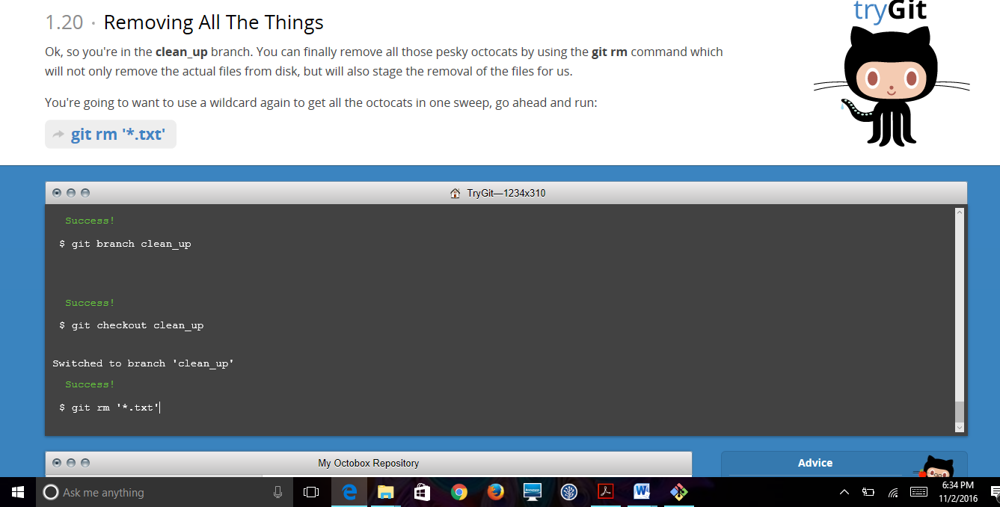 tryGit
1.20 · Removing All The Things
Ok, so you're in the clean_up branch. You can finally remove all those pesky octocats by using the git rm command which
will not only remove the actual files from disk, but will also stage the removal of the files for us.
You're going to want to use a wildcard again to get all the octocats in one sweep, go ahead and run:
git rm '*.txt'
TryGit—1234x310
Success!
$ git branch clean_up
Success!
$ git checkout clean_up
Switched to branch 'clean_up'
Success!
$ git rm '*.txt'
My Octobox Repository
Advice
Ask me anything
6:34 PM
11/2/2016